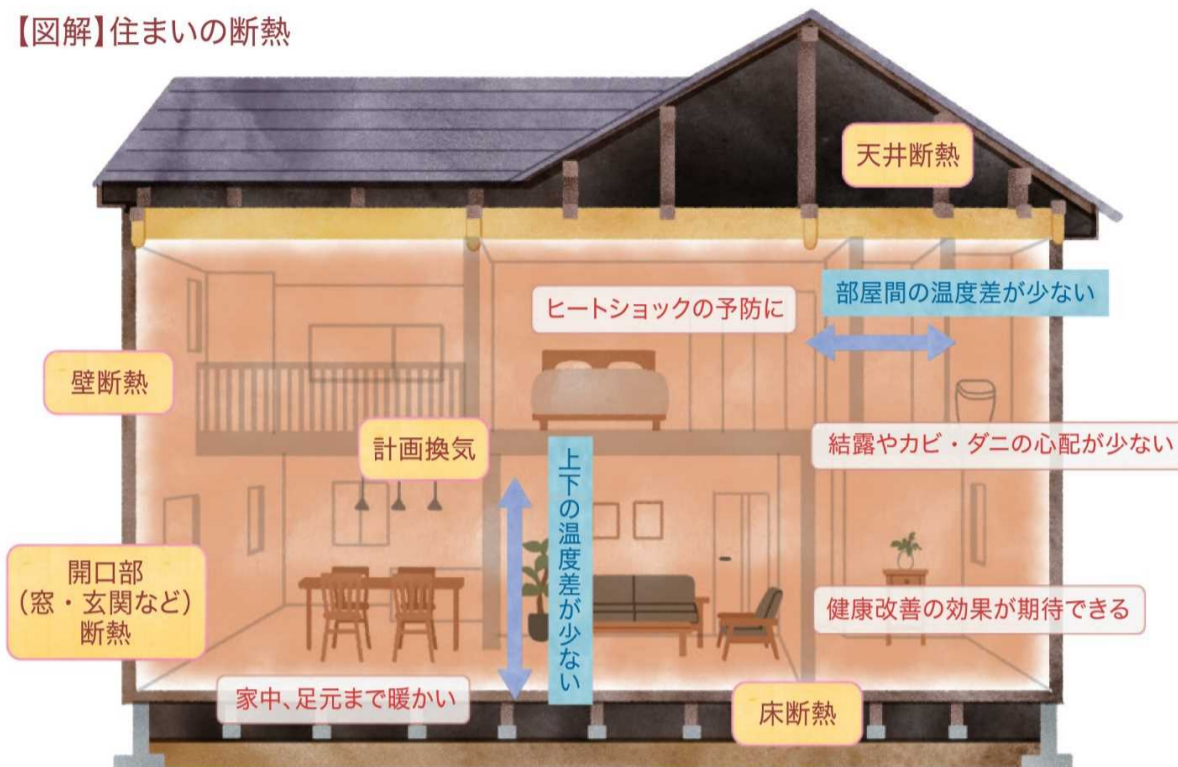 【図解】住まいの断熱
天井断熱
部屋間の温度差が少ない
ヒートショックの予防に
壁断熱
計画換気
結露やカビ・ダニの心配が少ない
上下の温度差が少ない
開口部
（窓・玄関など）
断熱
健康改善の効果が期待できる
家中、足元まで暖かい
床断熱